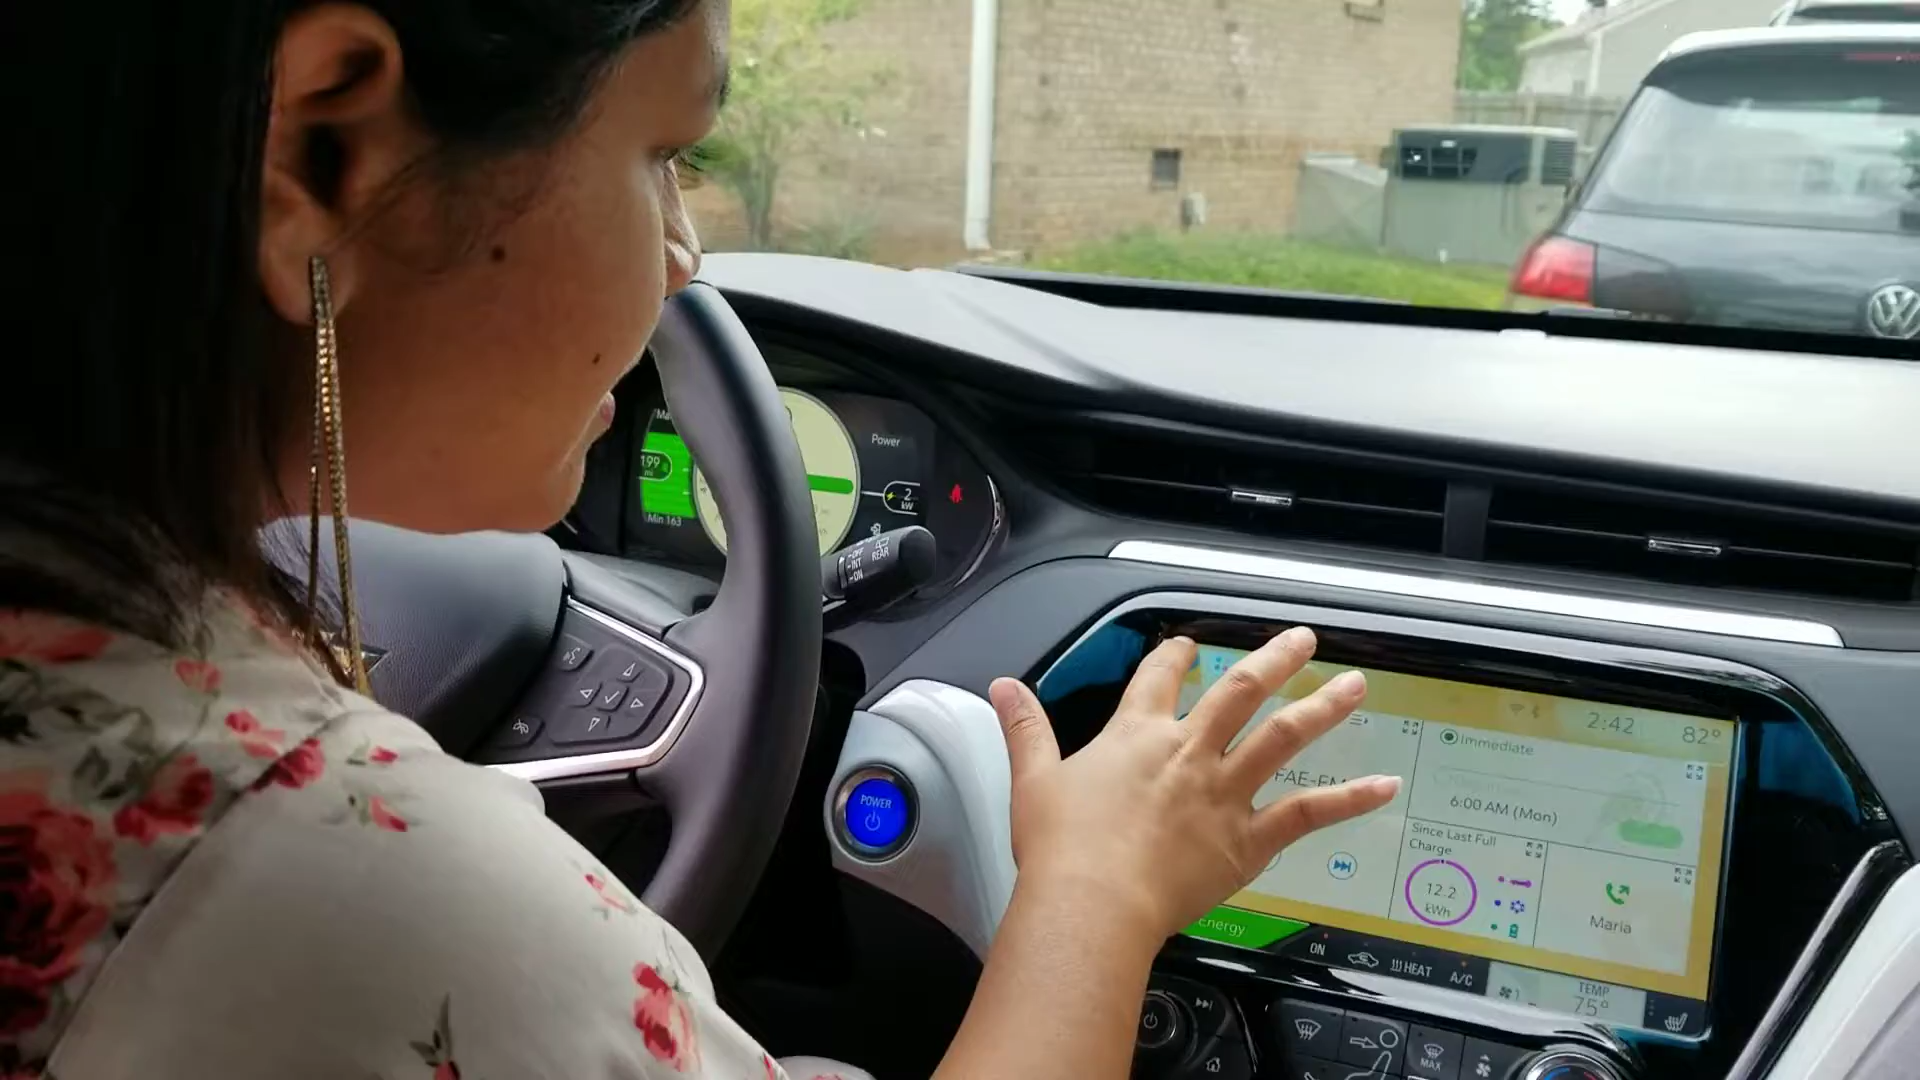 199
mi
Min 163
Power
2
kW
OFF
INT
ON
REAR
POWER
2:42
82°
Immediate
6:00 AM (Mon)
Since Last Full
Charge
12.2
kWh
Maria
Energy
ON
HEAT
A/C
TEMP
75°
MAX